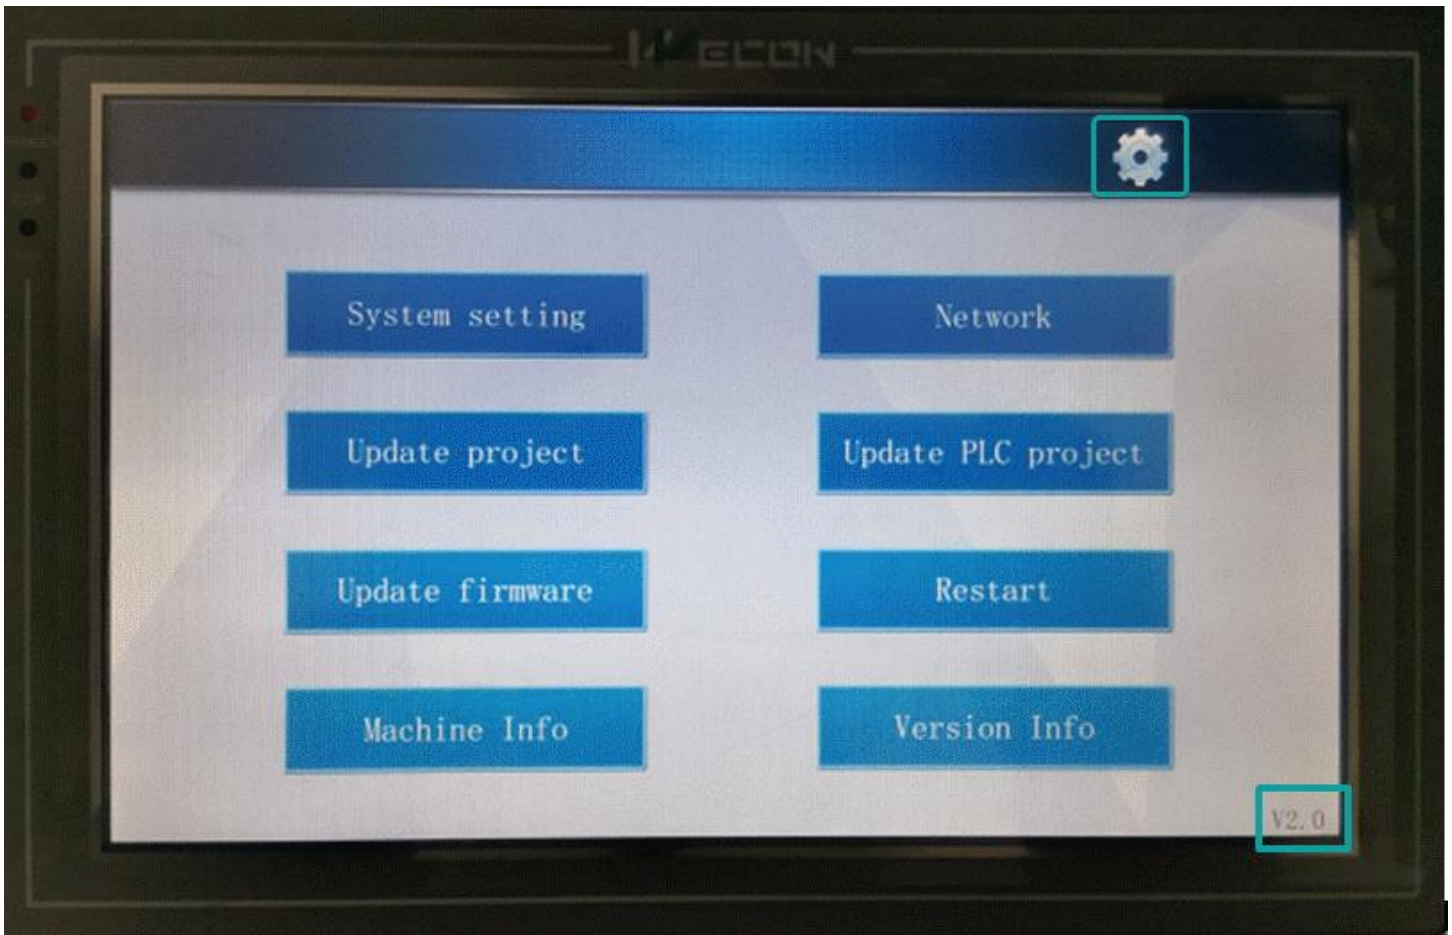 WECON
System setting
Network
Update project
Update PLC project
Update firmware
Restart
Machine Info
Version Info
V2.0